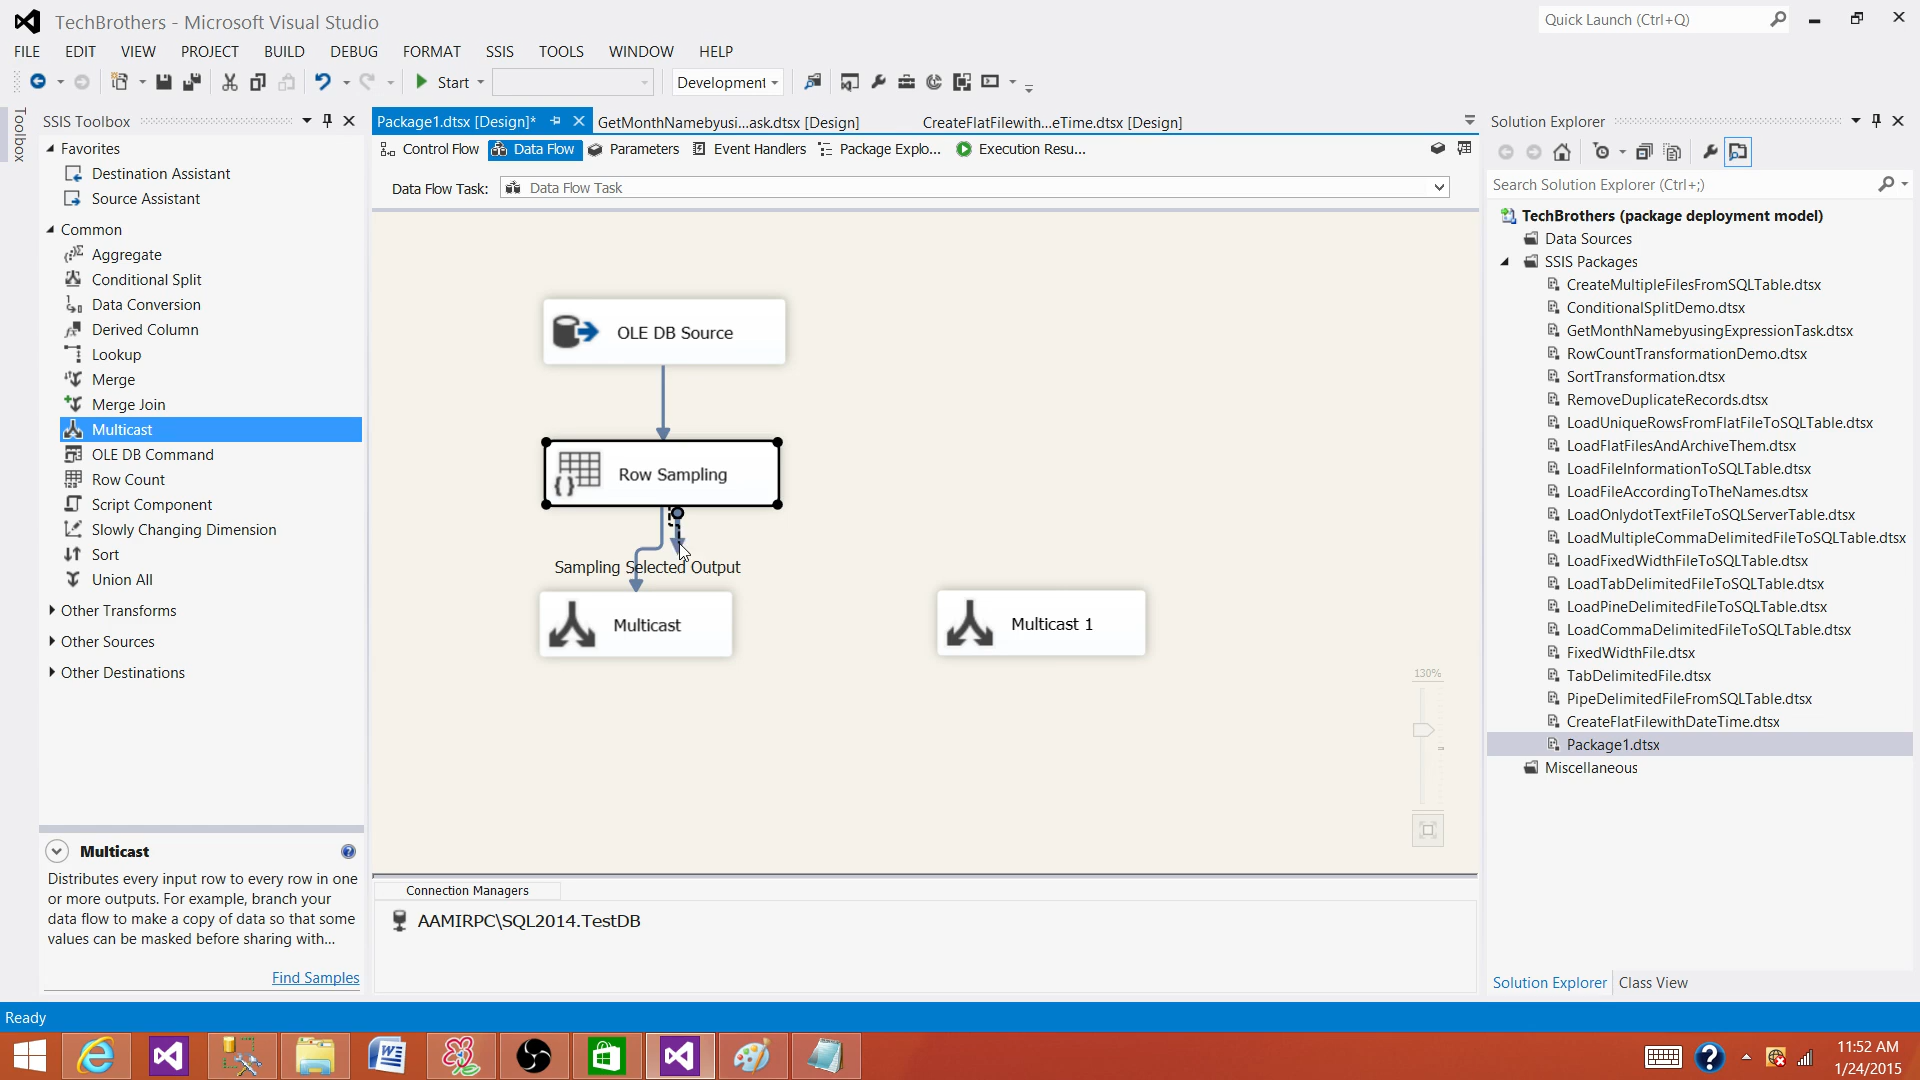 TechBrothers - Microsoft Visual Studio
Quick Launch (Ctrl+Q)
FILE EDIT VIEW PROJECT BUILD DEBUG FORMAT SSIS TOOLS WINDOW HELP
Start
Development
Toolbox
SSIS Toolbox
Favorites
Destination Assistant
Source Assistant
Common
Aggregate
Conditional Split
Data Conversion
Derived Column
Lookup
Merge
Merge Join
Multicast
OLE DB Command
Row Count
Script Component
Slowly Changing Dimension
Sort
Union All
Other Transforms
Other Sources
Other Destinations
Multicast
Distributes every input row to every row in one
or more outputs. For example, branch your
data flow to make a copy of data so that some
values can be masked before sharing with...
Find Samples
Package1.dtsx [Design]*
GetMonthNamebyusi...ask.dtsx [Design]
CreateFlatFilewith...eTime.dtsx [Design]
Control Flow
Data Flow
Parameters
Event Handlers
Package Explo...
Execution Resu...
Data Flow Task:
Data Flow Task
OLE DB Source
Row Sampling
Sampling Selected Output
Multicast
Multicast 1
130%
Connection Managers
AAMIRPC\SQL2014.TestDB
Solution Explorer
Search Solution Explorer (Ctrl+;)
TechBrothers (package deployment model)
Data Sources
SSIS Packages
CreateMultipleFilesFromSQLTable.dtsx
ConditionalSplitDemo.dtsx
GetMonthNamebyusingExpressionTask.dtsx
RowCountTransformationDemo.dtsx
SortTransformation.dtsx
RemoveDuplicateRecords.dtsx
LoadUniqueRowsFromFlatFileToSQLTable.dtsx
LoadFlatFilesAndArchiveThem.dtsx
LoadFileInformationToSQLTable.dtsx
LoadFileAccordingToTheNames.dtsx
LoadOnlydotTextFileToSQLServerTable.dtsx
LoadMultipleCommaDelimitedFileToSQLTable.dtsx
LoadFixedWidthFileToSQLTable.dtsx
LoadTabDelimitedFileToSQLTable.dtsx
LoadPineDelimitedFileToSQLTable.dtsx
LoadCommaDelimitedFileToSQLTable.dtsx
FixedWidthFile.dtsx
TabDelimitedFile.dtsx
PipeDelimitedFileFromSQLTable.dtsx
CreateFlatFilewithDateTime.dtsx
Package1.dtsx
Miscellaneous
Solution Explorer
Class View
Ready
11:52 AM
1/24/2015